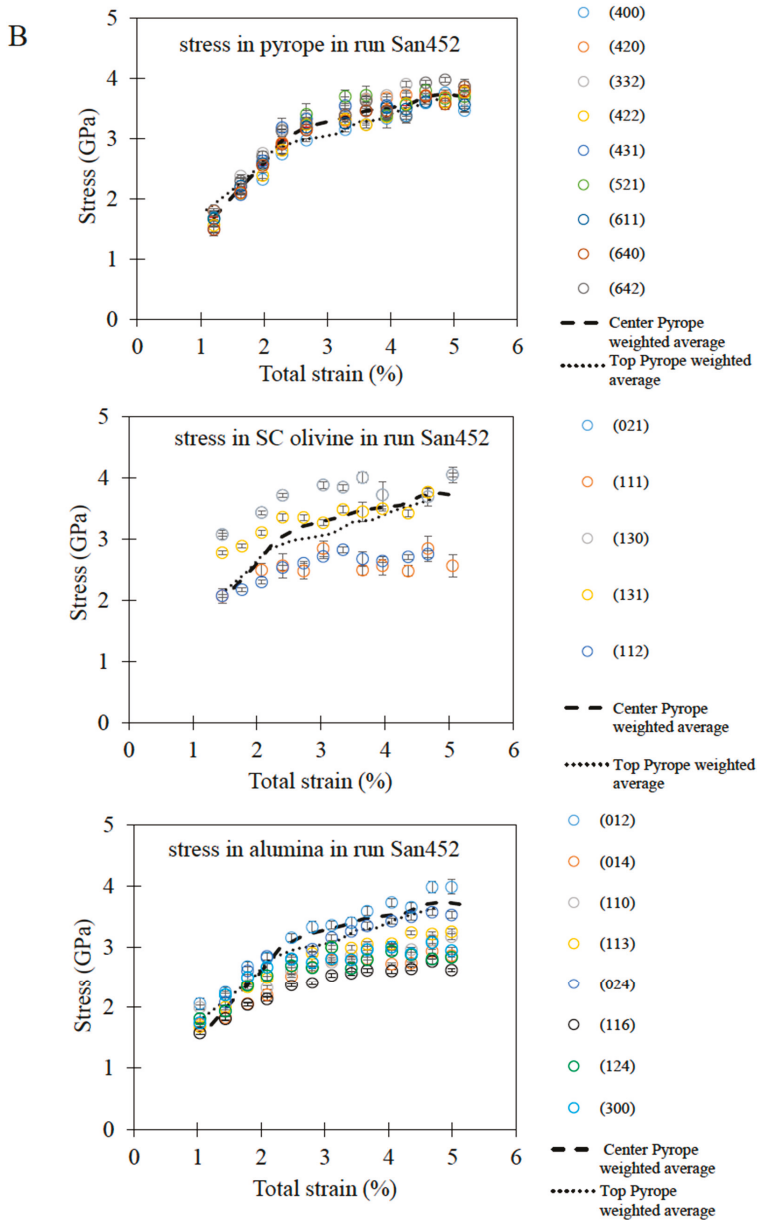 B
stress in pyrope in run San452
Stress (GPa)
5
4
3
2
1
0
0
1
2
3
4
5
6
Total strain (%)
(400)
(420)
(332)
(422)
(431)
(521)
(611)
(640)
(642)
Center Pyrope
weighted average
Top Pyrope weighted
average
stress in SC olivine in run San452
Stress (GPa)
5
4
3
2
1
0
0
1
2
3
4
5
6
Total strain (%)
(021)
(111)
(130)
(131)
(112)
Center Pyrope
weighted average
Top Pyrope weighted
average
stress in alumina in run San452
Stress (GPa)
5
4
3
2
1
0
0
1
2
3
4
5
6
Total strain (%)
(012)
(014)
(110)
(113)
(024)
(116)
(124)
(300)
Center Pyrope
weighted average
Top Pyrope
weighted average